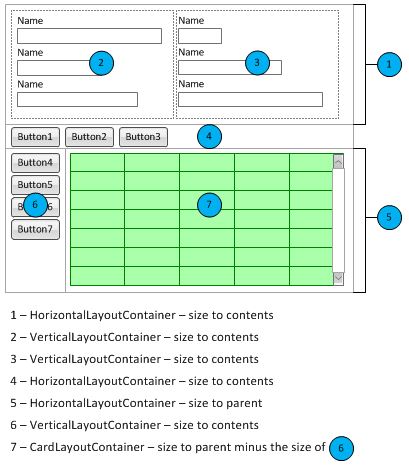 Name Name
Name Name
2 3 1
Name Name
Button1 Button2 Button3 4
Button4
Button5
6 6 7 5
Button7
1 – HorizontalLayoutContainer – size to contents
2 – VerticalLayoutContainer – size to contents
3 – VerticalLayoutContainer – size to contents
4 – HorizontalLayoutContainer – size to contents
5 – HorizontalLayoutContainer – size to parent
6 – VerticalLayoutContainer – size to contents
7 – CardLayoutContainer – size to parent minus the size of 6